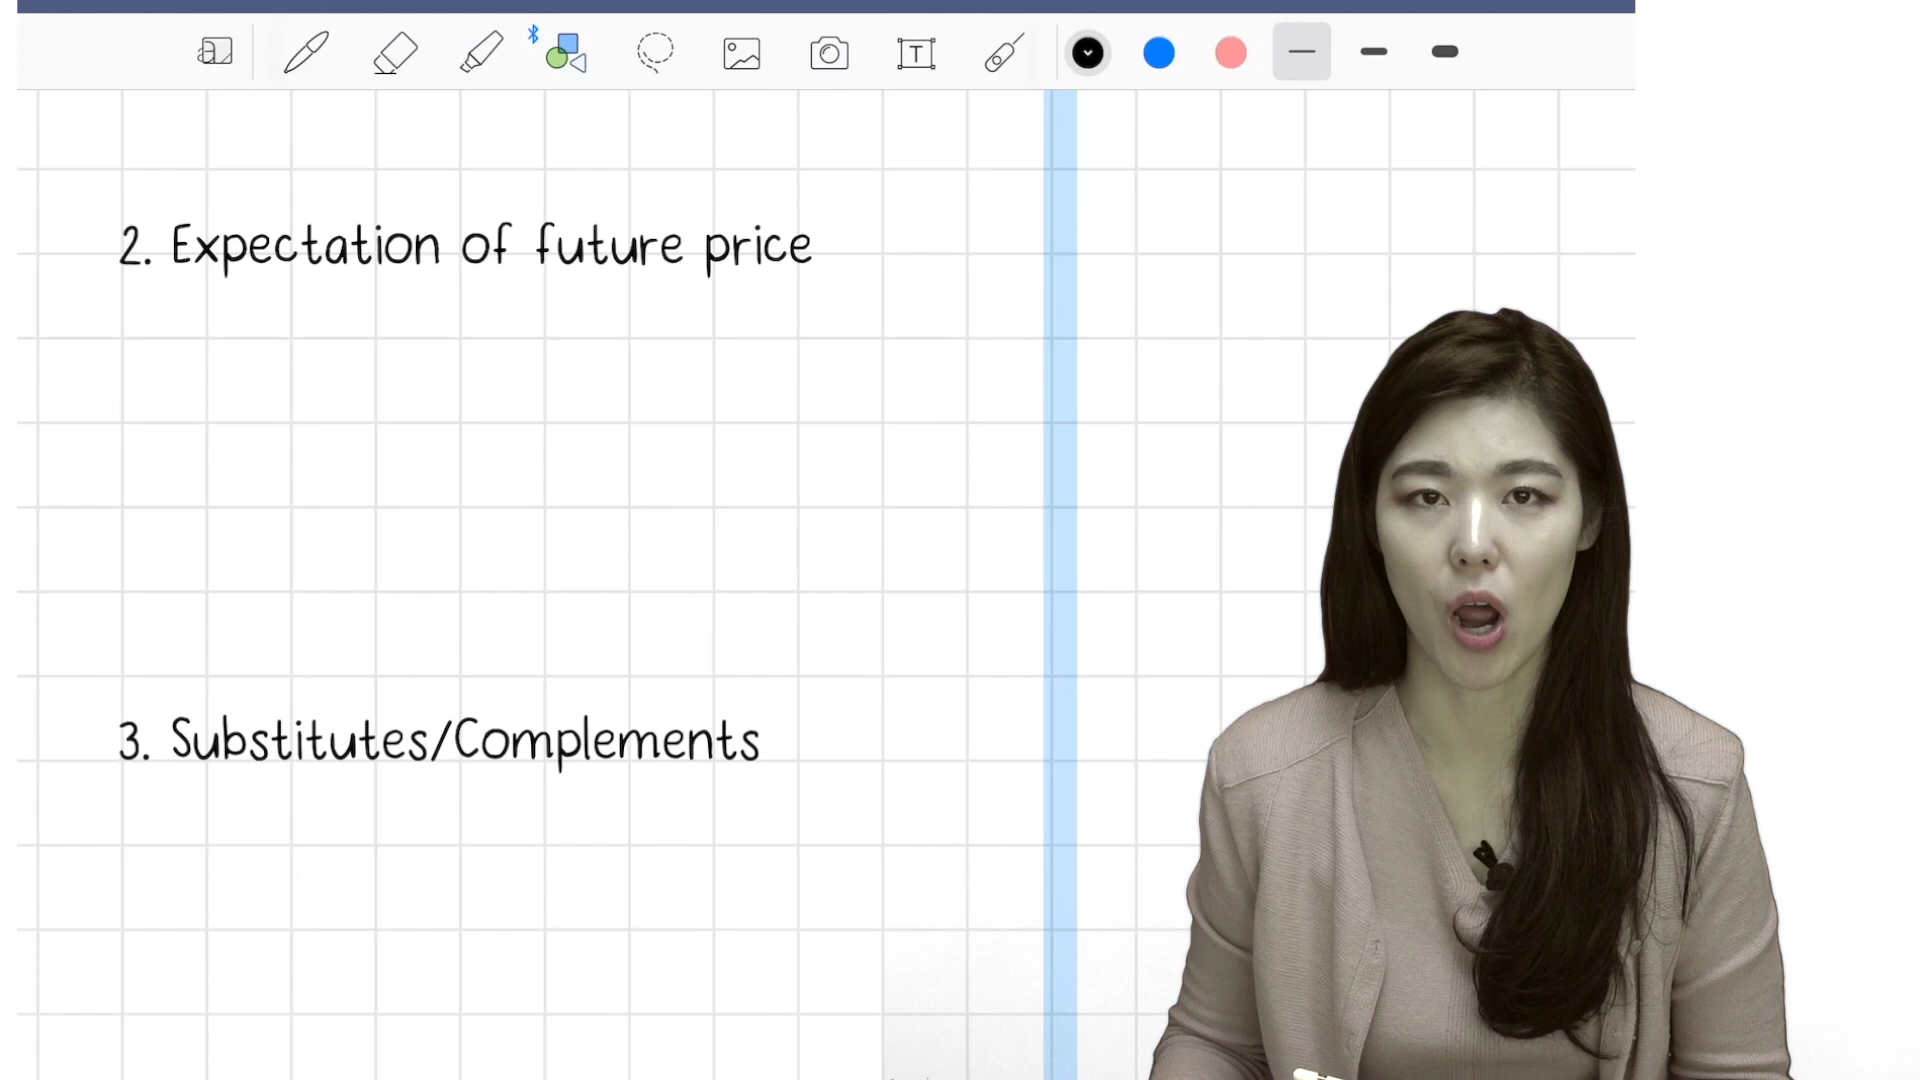 2. Expectation of future price
3. Substitutes/Complements